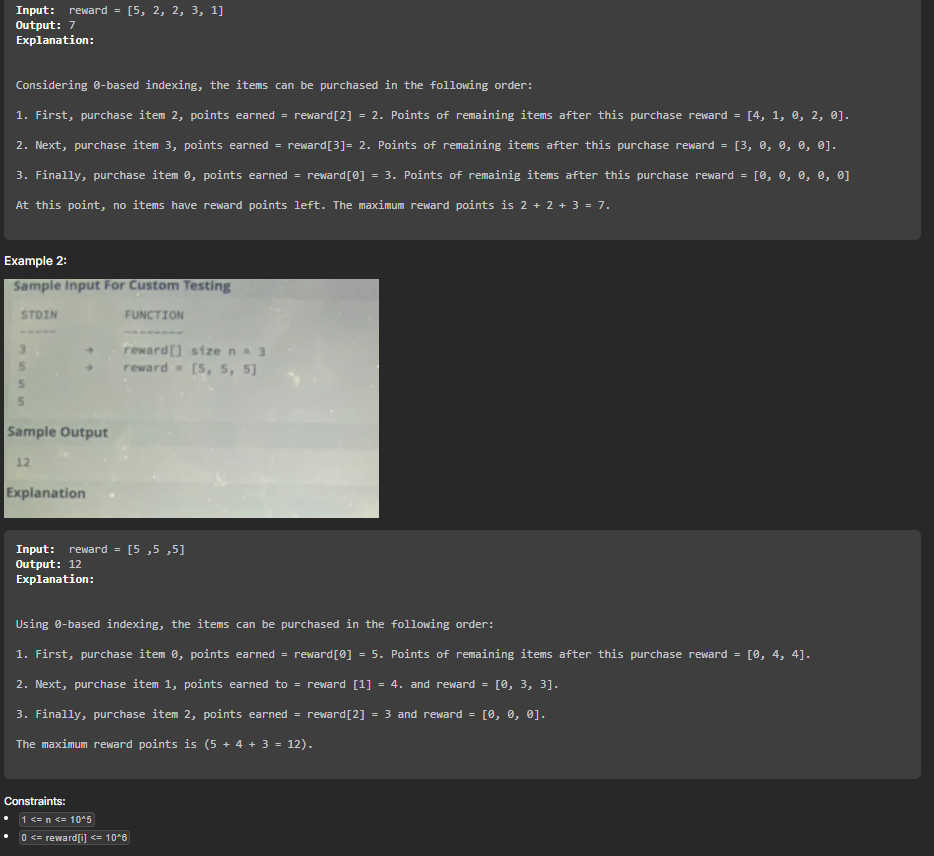 Input: reward = [5, 2, 2, 3, 1]
Output: 7
Explanation:
Considering 0-based indexing, the items can be purchased in the following order:
1. First, purchase item 2, points earned = reward[2] = 2. Points of remaining items after this purchase reward = [4, 1, 0, 2, 0].
2. Next, purchase item 3, points earned = reward[3]= 2. Points of remaining items after this purchase reward = [3, 0, 0, 0, 0].
3. Finally, purchase item 0, points earned = reward[0] = 3. Points of remainig items after this purchase reward = [0, 0, 0, 0, 0]
At this point, no items have reward points left. The maximum reward points is 2 + 2 + 3 = 7.
Example 2:
Sample Input For Custom Testing
STDIN FUNCTION
----- --------
3 → reward[] size n = 3
5 → reward = [5, 5, 5]
5
5
Sample Output
12
Explanation
Input: reward = [5 ,5 ,5]
Output: 12
Explanation:
Using 0-based indexing, the items can be purchased in the following order:
1. First, purchase item 0, points earned = reward[0] = 5. Points of remaining items after this purchase reward = [0, 4, 4].
2. Next, purchase item 1, points earned to = reward [1] = 4. and reward = [0, 3, 3].
3. Finally, purchase item 2, points earned = reward[2] = 3 and reward = [0, 0, 0].
The maximum reward points is (5 + 4 + 3 = 12).
Constraints:
1 <= n <= 10^5
0 <= reward[i] <= 10^6